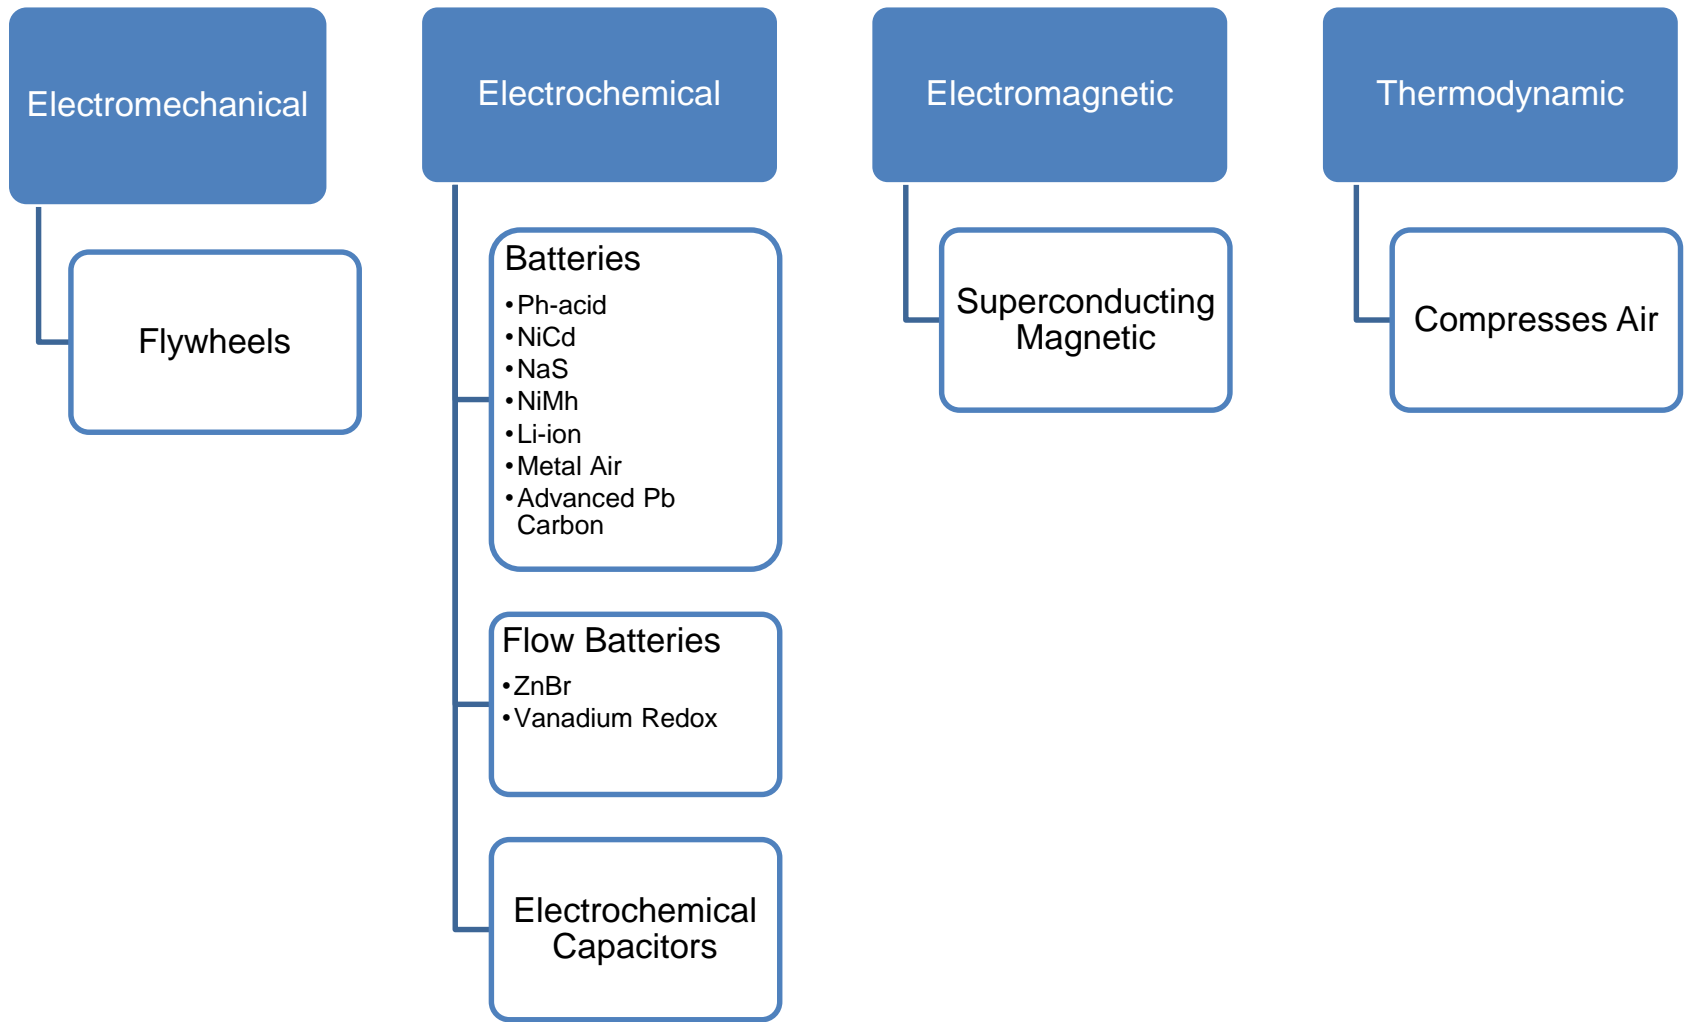 Electromechanical
Flywheels
Electrochemical
Batteries
•Ph-acid
•NiCd
•NaS
•NiMh
•Li-ion
•Metal Air
•Advanced Pb
Carbon
Flow Batteries
•ZnBr
•Vanadium Redox
Electrochemical
Capacitors
Electromagnetic
Superconducting
Magnetic
Thermodynamic
Compresses Air